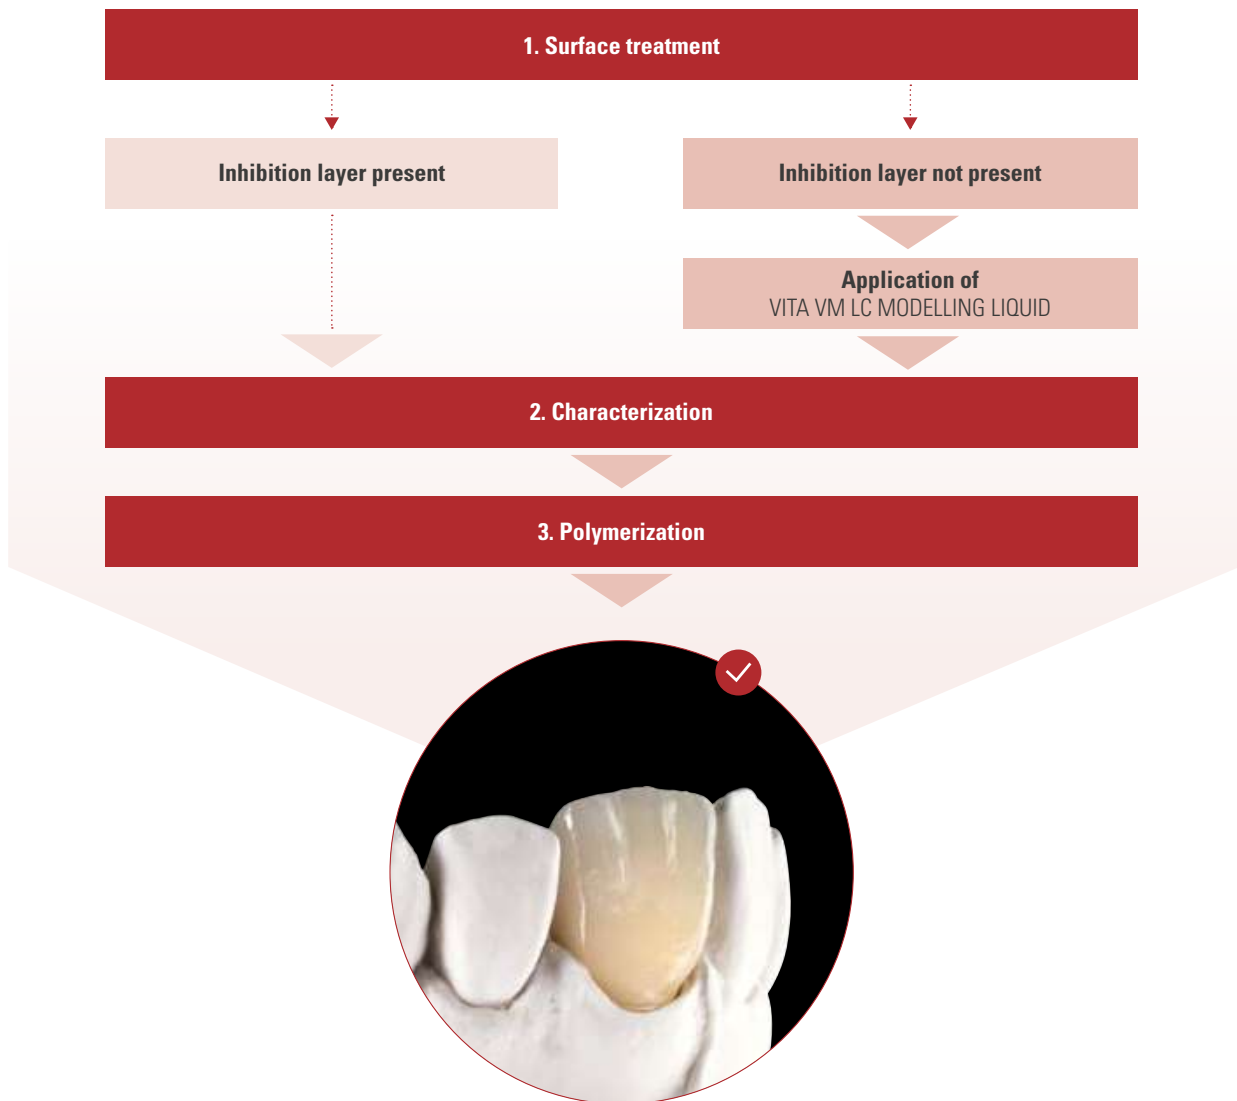 1. Surface treatment
Inhibition layer present
Inhibition layer not present
Application of
VITA VM LC MODELLING LIQUID
2. Characterization
3. Polymerization